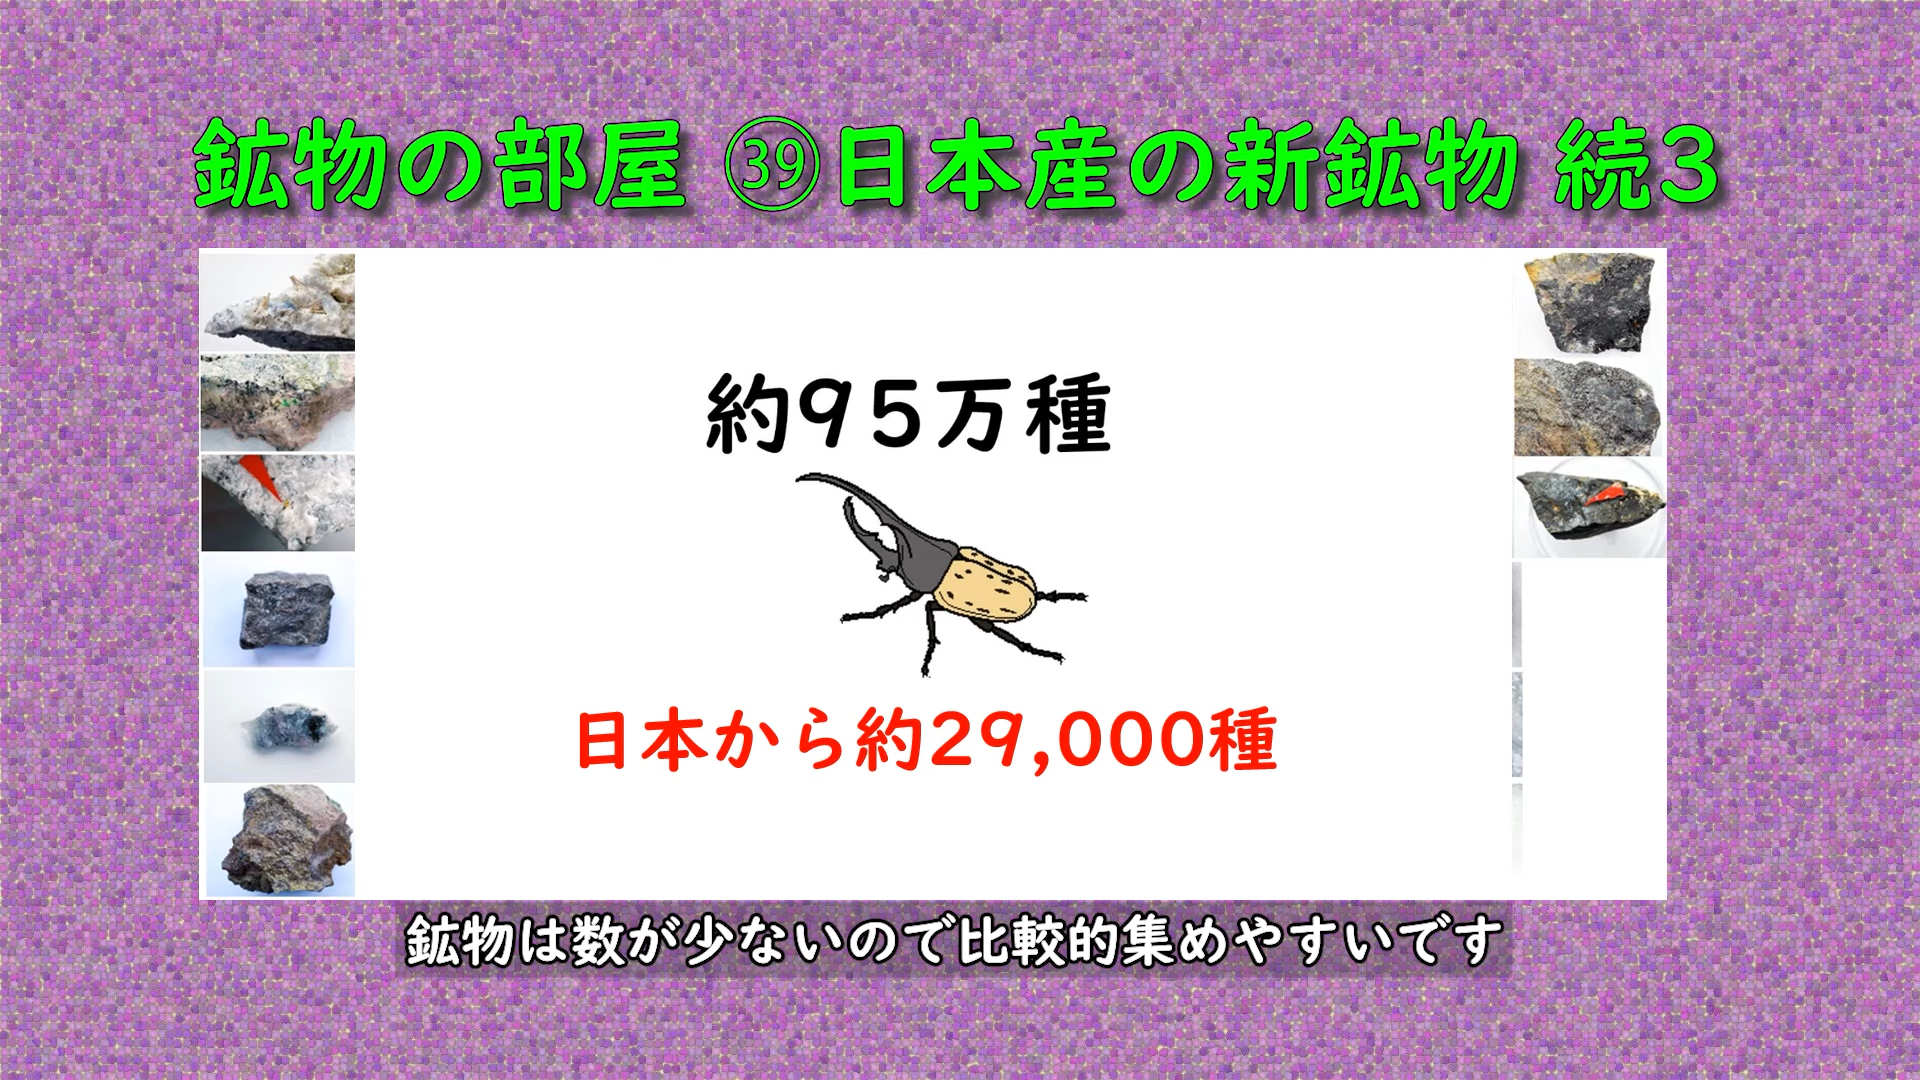 鉱物の部屋 ㊴日本産の新鉱物 続3
約95万種
日本から約29,000種
鉱物は数が少ないので比較的集めやすいです